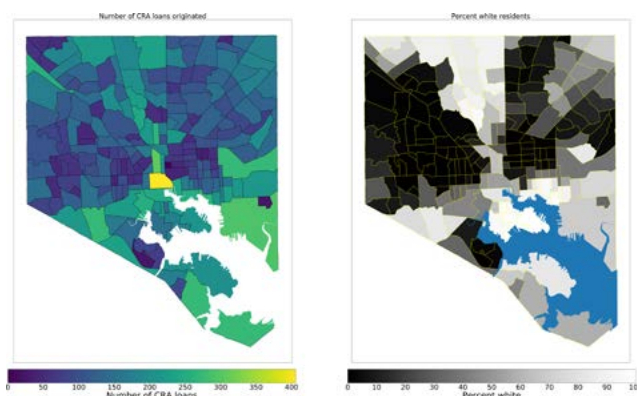 Number of CRA loans originated
Percent white residents
0 50 100 150 200 250 300 350 400
Number of CRA loans
0 10 20 30 40 50 60 70 80 90
Percent white